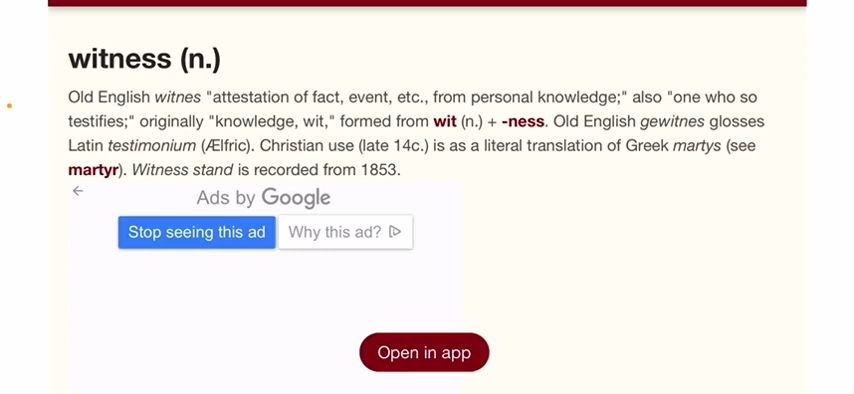 witness (n.)
Old English witnes "attestation of fact, event, etc., from personal knowledge;" also "one who so
testifies;" originally "knowledge, wit," formed from wit (n.) + -ness. Old English gewitnes glosses
Latin testimonium (Ælfric). Christian use (late 14c.) is as a literal translation of Greek martys (see
martyr). Witness stand is recorded from 1853.
Ads by Google
Stop seeing this ad
Why this ad?
Open in app